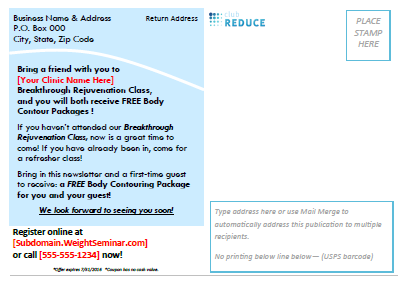 Business Name & Address
Return Address
P.O. Box 000
City, State, Zip Code
Bring a friend with you to
[Your Clinic Name Here]
Breakthrough Rejuvenation Class,
and you will both receive FREE Body
Contour Packages !
If you haven't attended our Breakthrough
Rejuvenation Class, now is a great time to
come! If you have already been in, come for
a refresher class!
Bring in this newsletter and a first-time guest
to receive: a FREE Body Contouring Package
for you and your guest!
We look forward to seeing you soon!
Register online at
[Subdomain.WeightSeminar.com]
or call [555-555-1234] now!
*Offer expires 7/31/2015 *Coupon has no cash value.
club
REDUCE
PLACE
STAMP
HERE
Type address here or use Mail Merge to
automatically address this publication to multiple
recipients.
No printing below line below— (USPS barcode)